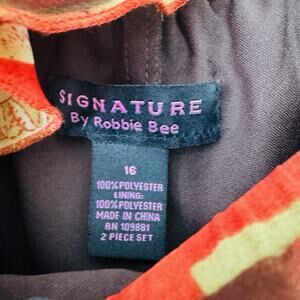 SIGNATURE
By Robbie Bee
16
100% POLYESTER
LINING:
100% POLYESTER
MADE IN CHINA
RN 109881
2 PIECE SET